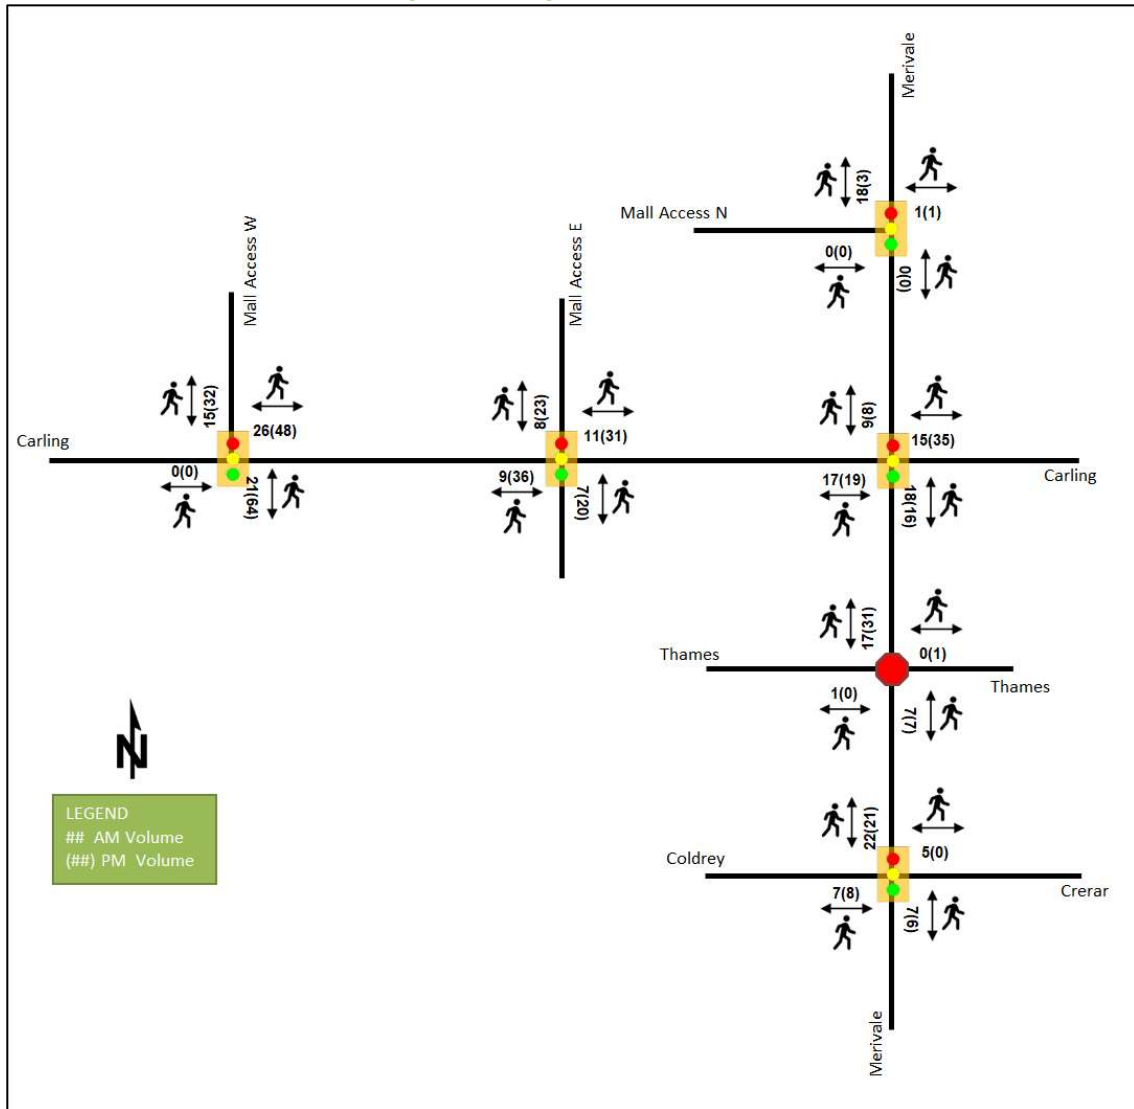 Merivale
18(3)
1(1)
Mall Access N
0(0)
0(0)
Mall Access W
Mall Access E
15(32)
26(48)
8(23)
11(31)
9(8)
15(35)
Carling
Carling
0(0)
21(64)
9(36)
7(20)
17(19)
18(16)
17(31)
0(1)
Thames
Thames
1(0)
7(7)
22(21)
5(0)
Coldrey
Crerar
7(8)
7(6)
Merivale
N
LEGEND
## AM Volume
(##) PM Volume